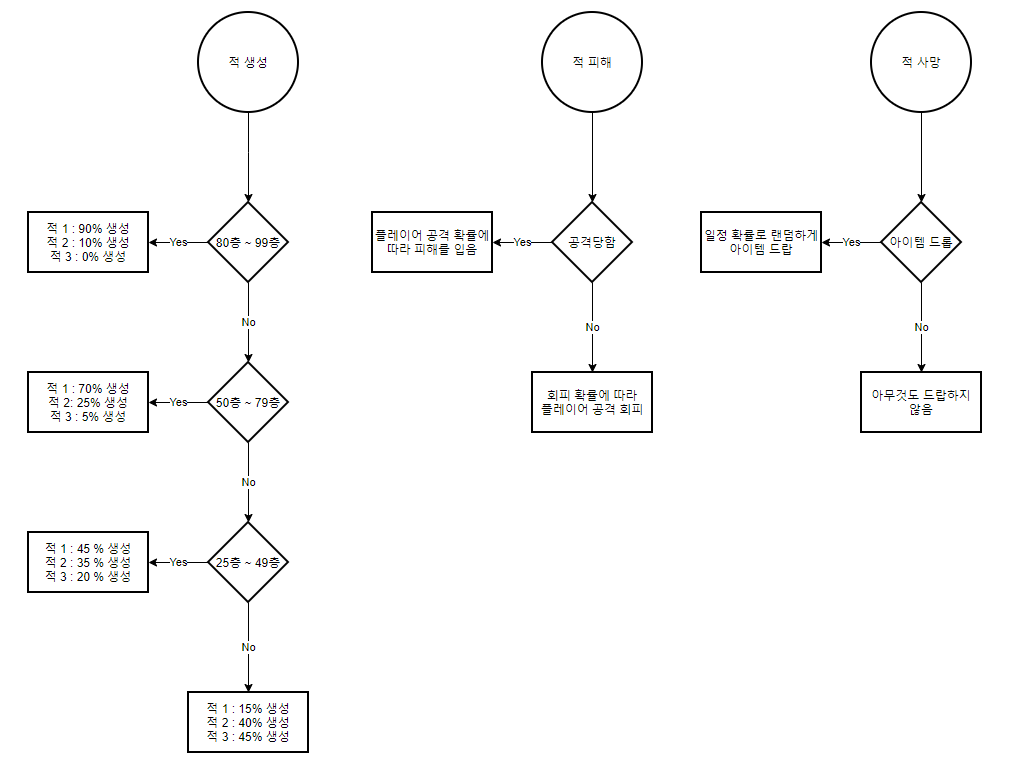 적 생성
80층 ~ 99층
Yes
적 1 : 90% 생성
적 2 : 10% 생성
적 3 : 0% 생성
No
50층 ~ 79층
Yes
적 1 : 70% 생성
적 2: 25% 생성
적 3 : 5% 생성
No
25층 ~ 49층
Yes
적 1 : 45 % 생성
적 2 : 35 % 생성
적 3 : 20 % 생성
No
적 1 : 15% 생성
적 2 : 40% 생성
적 3 : 45% 생성
적 피해
공격당함
Yes
플레이어 공격 확률에
따라 피해를 입음
No
회피 확률에 따라
플레이어 공격 회피
적 사망
아이템 드롭
Yes
일정 확률로 랜덤하게
아이템 드랍
No
아무것도 드랍하지
않음